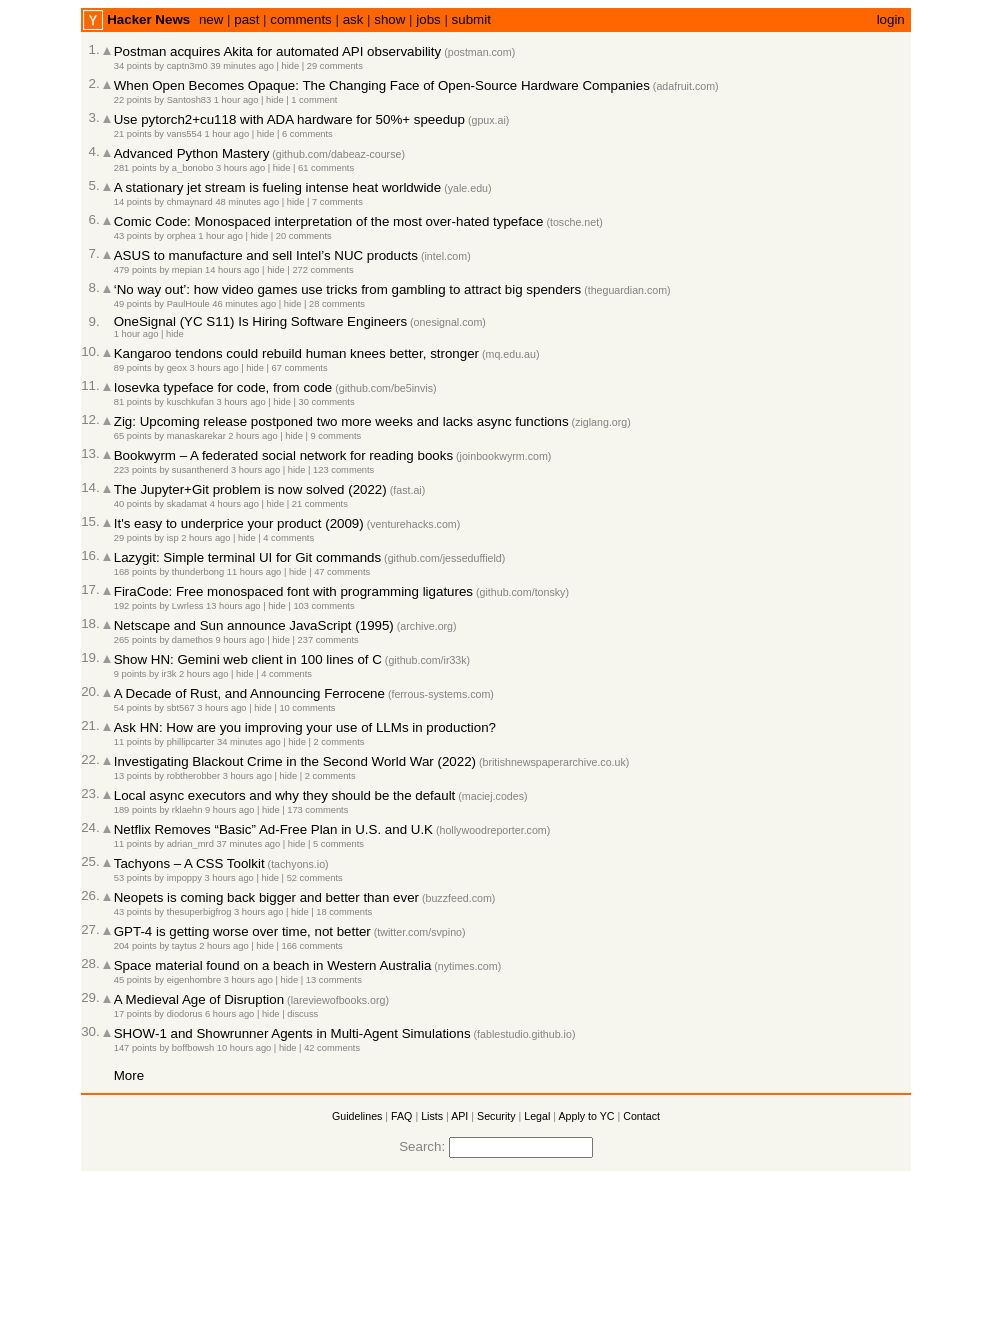 Y Hacker News new | past | comments | ask | show | jobs | submit login
1. ▲ Postman acquires Akita for automated API observability (postman.com)
34 points by captn3m0 39 minutes ago | hide | 29 comments
2. ▲ When Open Becomes Opaque: The Changing Face of Open-Source Hardware Companies (adafruit.com)
22 points by Santosh83 1 hour ago | hide | 1 comment
3. ▲ Use pytorch2+cu118 with ADA hardware for 50%+ speedup (gpux.ai)
21 points by vans554 1 hour ago | hide | 6 comments
4. ▲ Advanced Python Mastery (github.com/dabeaz-course)
281 points by a_bonobo 3 hours ago | hide | 61 comments
5. ▲ A stationary jet stream is fueling intense heat worldwide (yale.edu)
14 points by chmaynard 48 minutes ago | hide | 7 comments
6. ▲ Comic Code: Monospaced interpretation of the most over-hated typeface (tosche.net)
43 points by orphea 1 hour ago | hide | 20 comments
7. ▲ ASUS to manufacture and sell Intel’s NUC products (intel.com)
479 points by mepian 14 hours ago | hide | 272 comments
8. ▲ ‘No way out’: how video games use tricks from gambling to attract big spenders (theguardian.com)
49 points by PaulHoule 46 minutes ago | hide | 28 comments
9. OneSignal (YC S11) Is Hiring Software Engineers (onesignal.com)
1 hour ago | hide
10. ▲ Kangaroo tendons could rebuild human knees better, stronger (mq.edu.au)
89 points by geox 3 hours ago | hide | 67 comments
11. ▲ Iosevka typeface for code, from code (github.com/be5invis)
81 points by kuschkufan 3 hours ago | hide | 30 comments
12. ▲ Zig: Upcoming release postponed two more weeks and lacks async functions (ziglang.org)
65 points by manaskarekar 2 hours ago | hide | 9 comments
13. ▲ Bookwyrm – A federated social network for reading books (joinbookwyrm.com)
223 points by susanthenerd 3 hours ago | hide | 123 comments
14. ▲ The Jupyter+Git problem is now solved (2022) (fast.ai)
40 points by skadamat 4 hours ago | hide | 21 comments
15. ▲ It's easy to underprice your product (2009) (venturehacks.com)
29 points by isp 2 hours ago | hide | 4 comments
16. ▲ Lazygit: Simple terminal UI for Git commands (github.com/jesseduffield)
168 points by thunderbong 11 hours ago | hide | 47 comments
17. ▲ FiraCode: Free monospaced font with programming ligatures (github.com/tonsky)
192 points by Lwrless 13 hours ago | hide | 103 comments
18. ▲ Netscape and Sun announce JavaScript (1995) (archive.org)
265 points by damethos 9 hours ago | hide | 237 comments
19. ▲ Show HN: Gemini web client in 100 lines of C (github.com/ir33k)
9 points by ir3k 2 hours ago | hide | 4 comments
20. ▲ A Decade of Rust, and Announcing Ferrocene (ferrous-systems.com)
54 points by sbt567 3 hours ago | hide | 10 comments
21. ▲ Ask HN: How are you improving your use of LLMs in production?
11 points by phillipcarter 34 minutes ago | hide | 2 comments
22. ▲ Investigating Blackout Crime in the Second World War (2022) (britishnewspaperarchive.co.uk)
13 points by robtherobber 3 hours ago | hide | 2 comments
23. ▲ Local async executors and why they should be the default (maciej.codes)
189 points by rklaehn 9 hours ago | hide | 173 comments
24. ▲ Netflix Removes “Basic” Ad-Free Plan in U.S. and U.K (hollywoodreporter.com)
11 points by adrian_mrd 37 minutes ago | hide | 5 comments
25. ▲ Tachyons – A CSS Toolkit (tachyons.io)
53 points by impoppy 3 hours ago | hide | 52 comments
26. ▲ Neopets is coming back bigger and better than ever (buzzfeed.com)
43 points by thesuperbigfrog 3 hours ago | hide | 18 comments
27. ▲ GPT-4 is getting worse over time, not better (twitter.com/svpino)
204 points by taytus 2 hours ago | hide | 166 comments
28. ▲ Space material found on a beach in Western Australia (nytimes.com)
45 points by eigenhombre 3 hours ago | hide | 13 comments
29. ▲ A Medieval Age of Disruption (lareviewofbooks.org)
17 points by diodorus 6 hours ago | hide | discuss
30. ▲ SHOW-1 and Showrunner Agents in Multi-Agent Simulations (fablestudio.github.io)
147 points by boffbowsh 10 hours ago | hide | 42 comments
More
Guidelines | FAQ | Lists | API | Security | Legal | Apply to YC | Contact
Search: